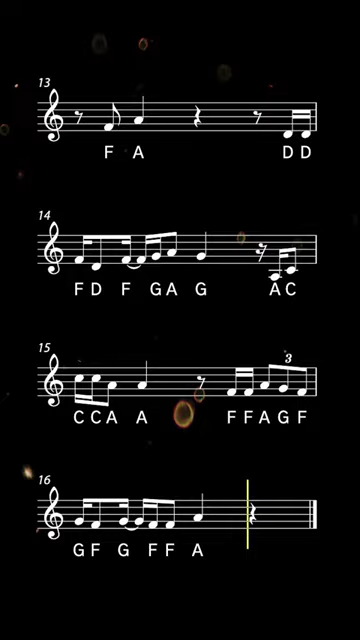 13
F A D D
14
F D F G A G A C
15
3
C C A A F F A G F
16
G F G F F A